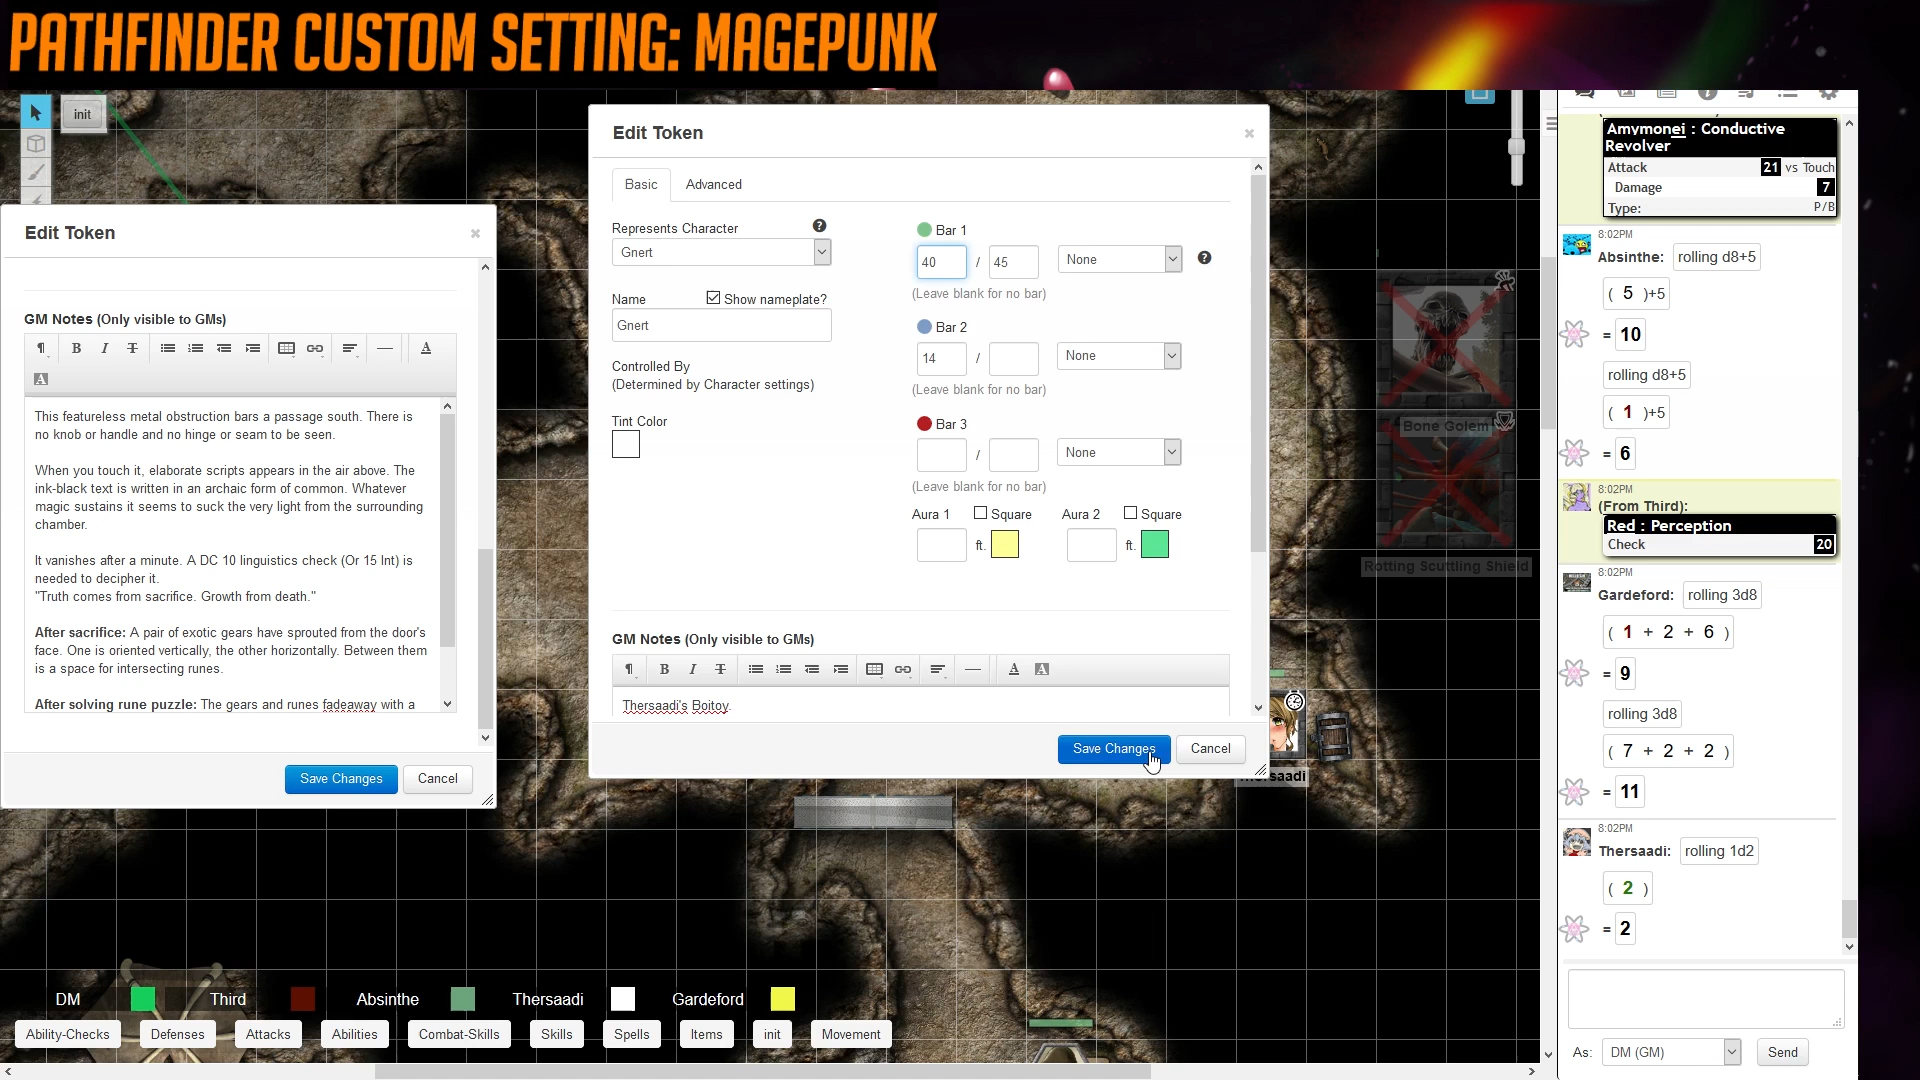 PATHFINDER CUSTOM SETTING: MAGEPUNK
init
Edit Token
GM Notes (Only visible to GMs)
This featureless metal obstruction bars a passage south. There is
no knob or handle and no hinge or seam to be seen.
When you touch it, elaborate scripts appears in the air above. The
ink-black text is written in an archaic form of common. Whatever
magic sustains it seems to suck the very light from the surrounding
chamber.
It vanishes after a minute. A DC 10 linguistics check (Or 15 Int) is
needed to decipher it.
"Truth comes from sacrifice. Growth from death."
After sacrifice: A pair of exotic gears have sprouted from the door's
face. One is oriented vertically, the other horizontally. Between them
is a space for intersecting runes.
After solving rune puzzle: The gears and runes fadeaway with a
Save Changes
Cancel
Edit Token
Basic
Advanced
Represents Character
Gnert
Name
Show nameplate?
Gnert
Controlled By
(Determined by Character settings)
Tint Color
Bar 1
40 / 45
None
(Leave blank for no bar)
Bar 2
14 /
None
(Leave blank for no bar)
Bar 3
/
None
(Leave blank for no bar)
Aura 1
Square
Aura 2
Square
ft.
ft.
GM Notes (Only visible to GMs)
Thersaadi's Boitoy.
Save Changes
Cancel
Bone Golem
Rotting Scuttling Shield
Amymonei : Conductive
Revolver
Attack 21 vs Touch
Damage 7
Type: P/B
8:02PM
Absinthe: rolling d8+5
( 5 )+5
= 10
rolling d8+5
( 1 )+5
= 6
8:02PM
(From Third):
Red : Perception
Check 20
8:02PM
Gardeford: rolling 3d8
( 1 + 2 + 6 )
= 9
rolling 3d8
( 7 + 2 + 2 )
= 11
8:02PM
Thersaadi: rolling 1d2
( 2 )
= 2
As: DM (GM)
Send
DM
Third
Absinthe
Thersaadi
Gardeford
Ability-Checks
Defenses
Attacks
Abilities
Combat-Skills
Skills
Spells
Items
init
Movement